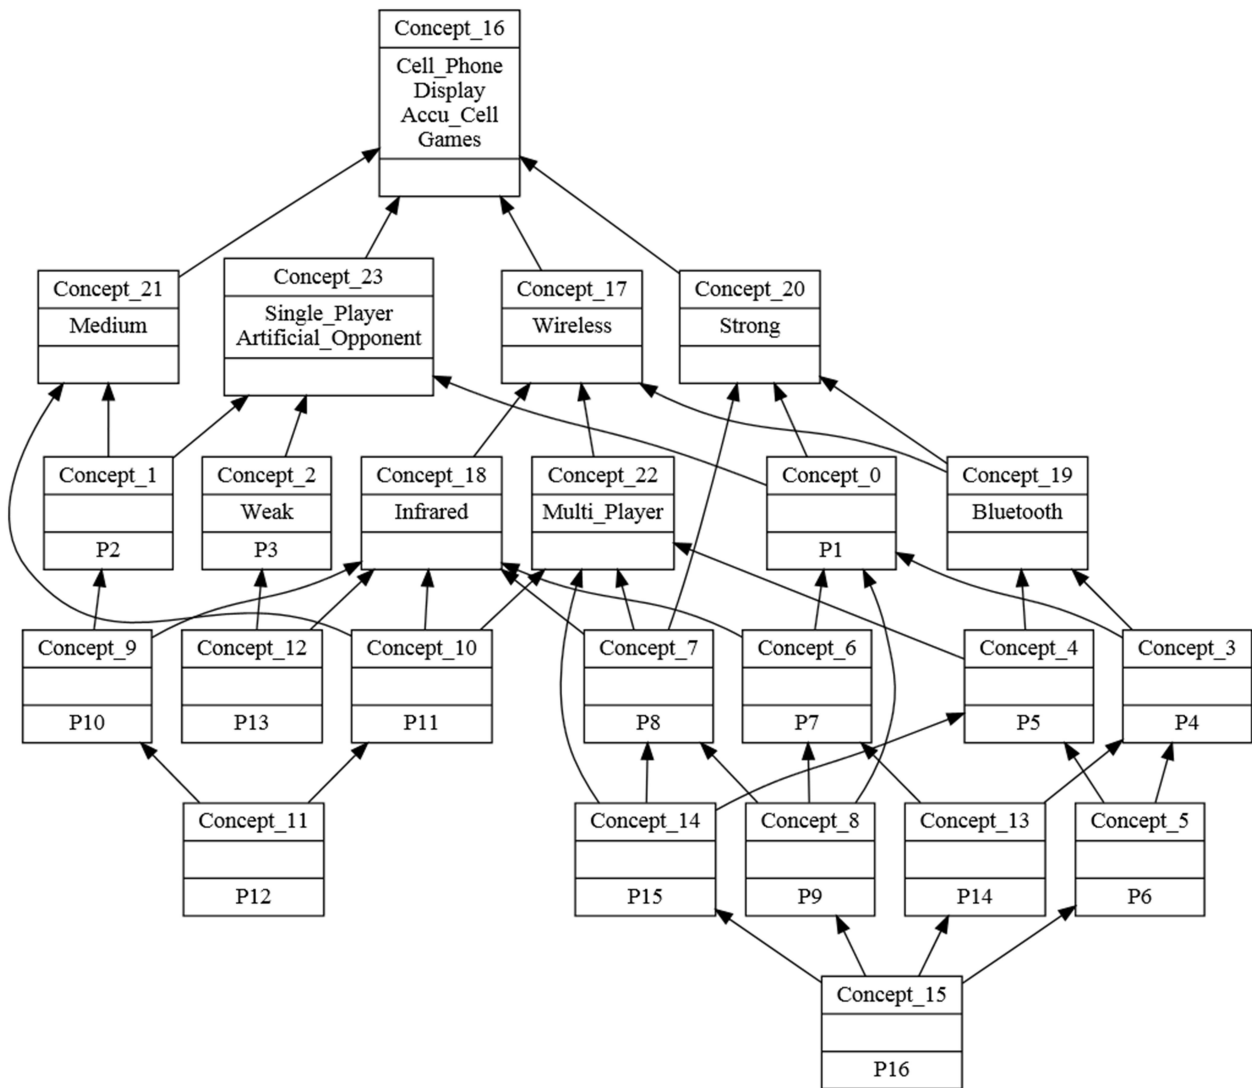 Concept_16
Cell_Phone
Display
Accu_Cell
Games
Concept_21
Medium
Concept_23
Single_Player
Artificial_Opponent
Concept_17
Wireless
Concept_20
Strong
Concept_1
P2
Concept_2
Weak
P3
Concept_18
Infrared
Concept_22
Multi_Player
Concept_0
P1
Concept_19
Bluetooth
Concept_9
P10
Concept_12
P13
Concept_10
P11
Concept_7
P8
Concept_6
P7
Concept_4
P5
Concept_3
P4
Concept_11
P12
Concept_14
P15
Concept_8
P9
Concept_13
P14
Concept_5
P6
Concept_15
P16